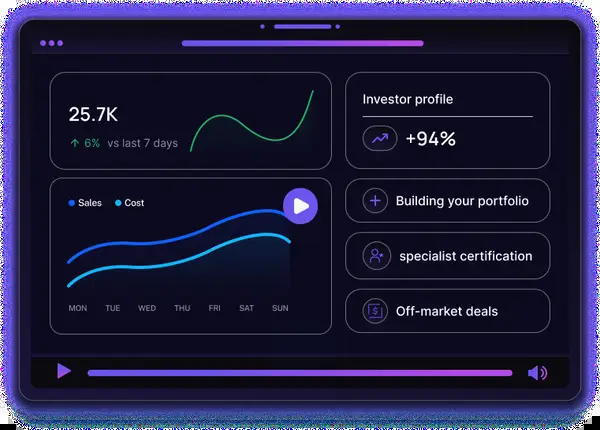 25.7K
↑ 6% vs last 7 days
Investor profile
+94%
Sales Cost
MON TUE WED THU FRI SAT SUN
Building your portfolio
specialist certification
Off-market deals